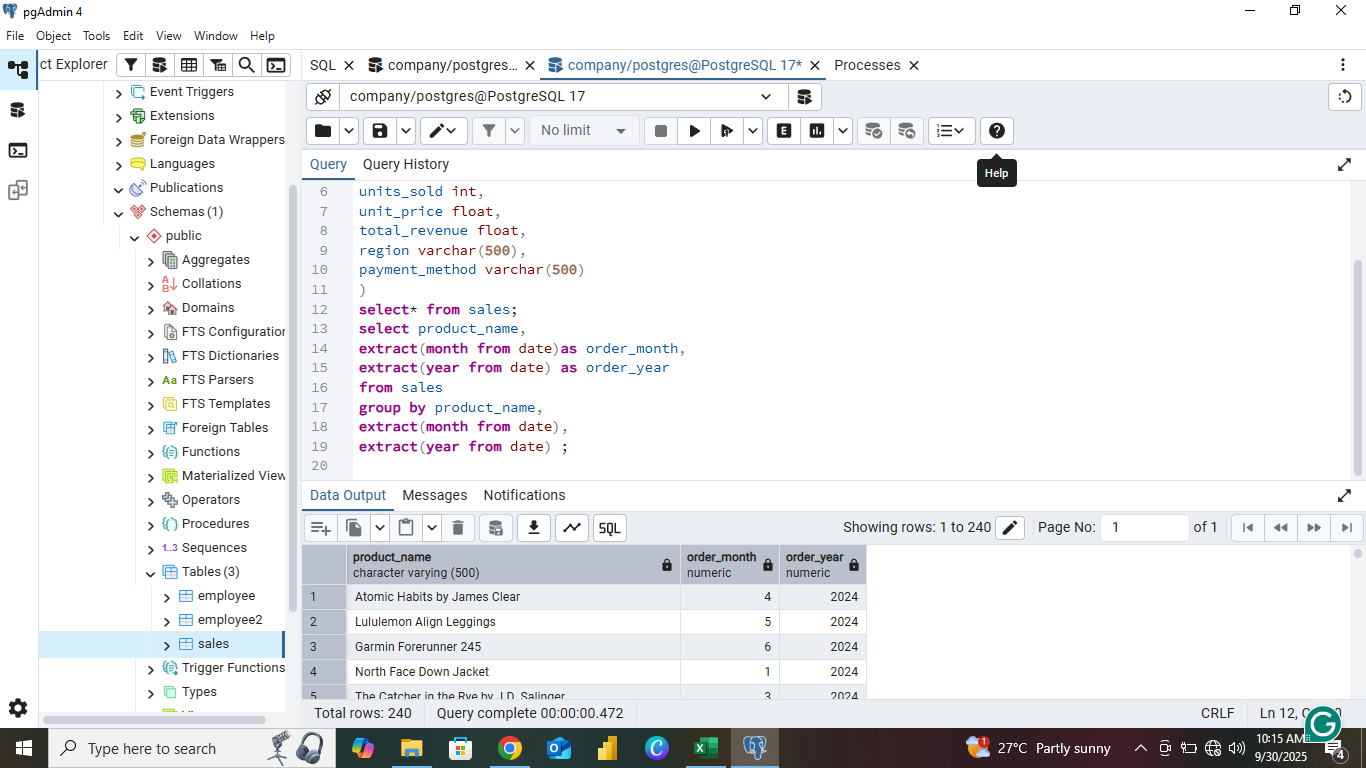 pgAdmin 4
File Object Tools Edit View Window Help
ct Explorer
SQL company/postgres... company/postgres@PostgreSQL 17* Processes
company/postgres@PostgreSQL 17
No limit
E
Query Query History
Help
Event Triggers
Extensions
Foreign Data Wrappers
Languages
Publications
Schemas (1)
public
Aggregates
Collations
Domains
FTS Configuration
FTS Dictionaries
Aa FTS Parsers
FTS Templates
Foreign Tables
Functions
Materialized View
Operators
Procedures
1..3 Sequences
Tables (3)
employee
employee2
sales
Trigger Functions
Types
6 units_sold int,
7 unit_price float,
8 total_revenue float,
9 region varchar(500),
10 payment_method varchar(500)
11 )
12 select* from sales;
13 select product_name,
14 extract(month from date)as order_month,
15 extract(year from date) as order_year
16 from sales
17 group by product_name,
18 extract(month from date),
19 extract(year from date) ;
20
Data Output Messages Notifications
SQL
Showing rows: 1 to 240 Page No: 1 of 1
product_name order_month order_year
character varying (500) numeric numeric
1 Atomic Habits by James Clear 4 2024
2 Lululemon Align Leggings 5 2024
3 Garmin Forerunner 245 6 2024
4 North Face Down Jacket 1 2024
5 The Catcher in the Rye by J.D. Salinger 3 2024
Total rows: 240 Query complete 00:00:00.472 CRLF Ln 12,
Type here to search
27°C Partly sunny
10:15 AM
9/30/2025
4